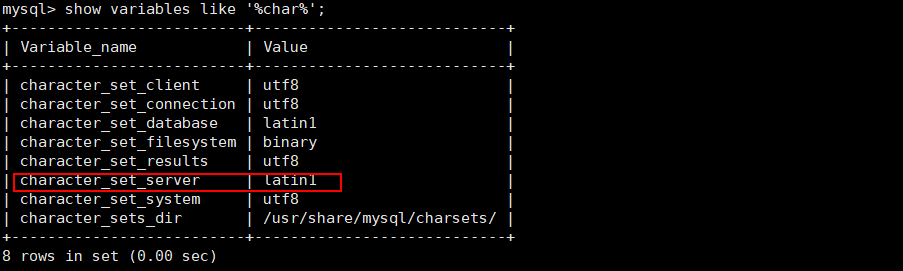 mysql> show variables like '%char%';
+--------------------------+----------------------------+
| Variable_name            | Value                      |
+--------------------------+----------------------------+
| character_set_client     | utf8                       |
| character_set_connection | utf8                       |
| character_set_database   | latin1                     |
| character_set_filesystem | binary                     |
| character_set_results    | utf8                       |
| character_set_server     | latin1                     |
| character_set_system     | utf8                       |
| character_sets_dir       | /usr/share/mysql/charsets/ |
+--------------------------+----------------------------+
8 rows in set (0.00 sec)